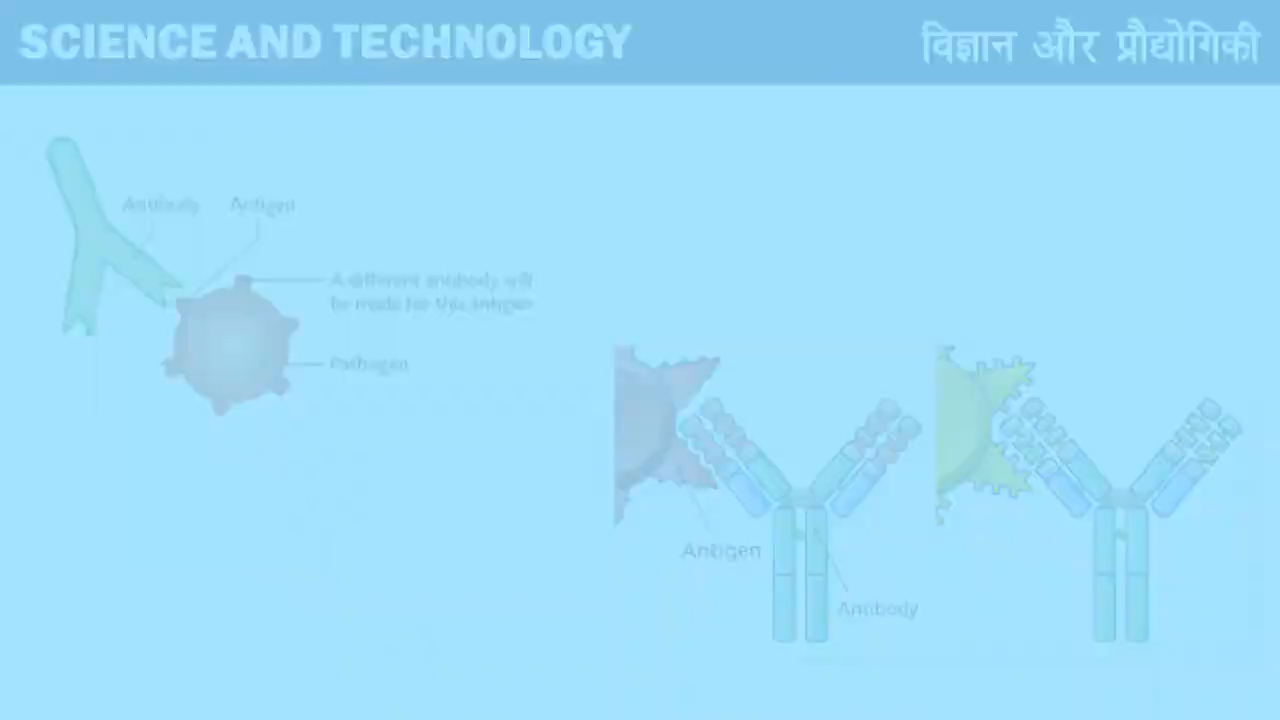 SCIENCE AND TECHNOLOGY
विज्ञान और प्रौद्योगिकी
Antibody
Antigen
A different antibody will
be made for this antigen
Pathogen
Antigen
Antibody